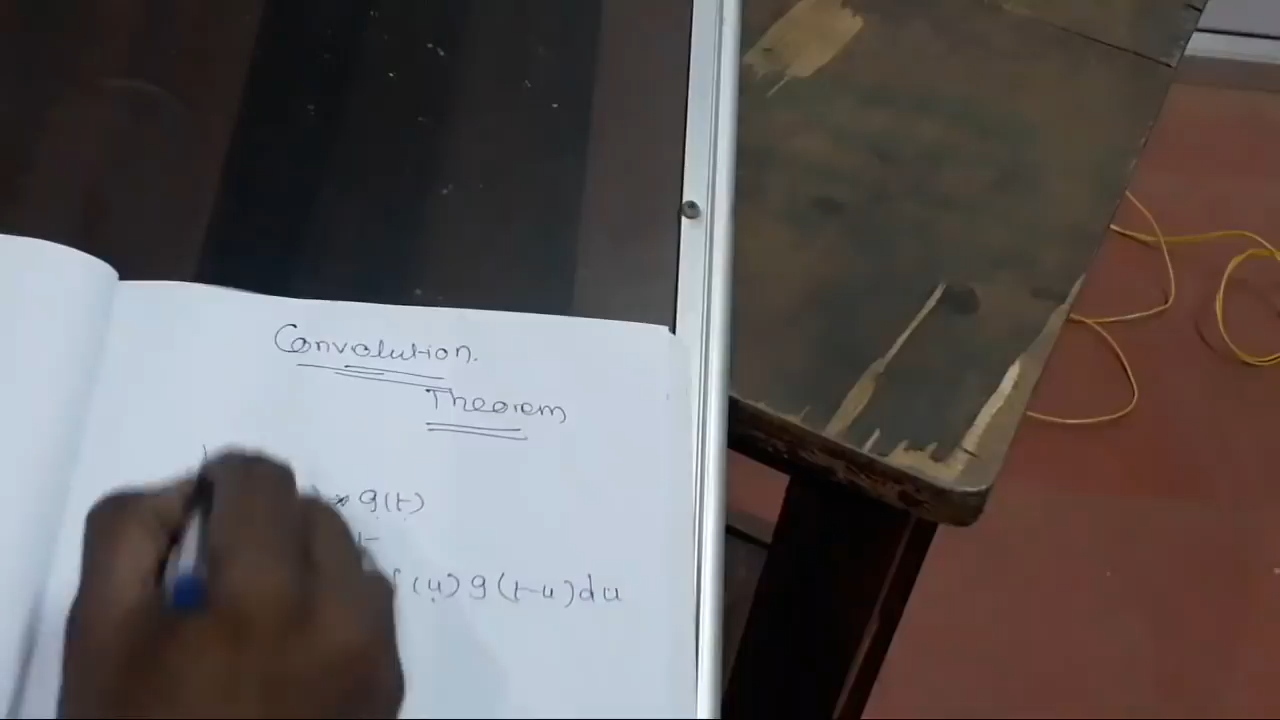 Convolution.
Theorem
* g(t)
t
f(u) g(t-u) du